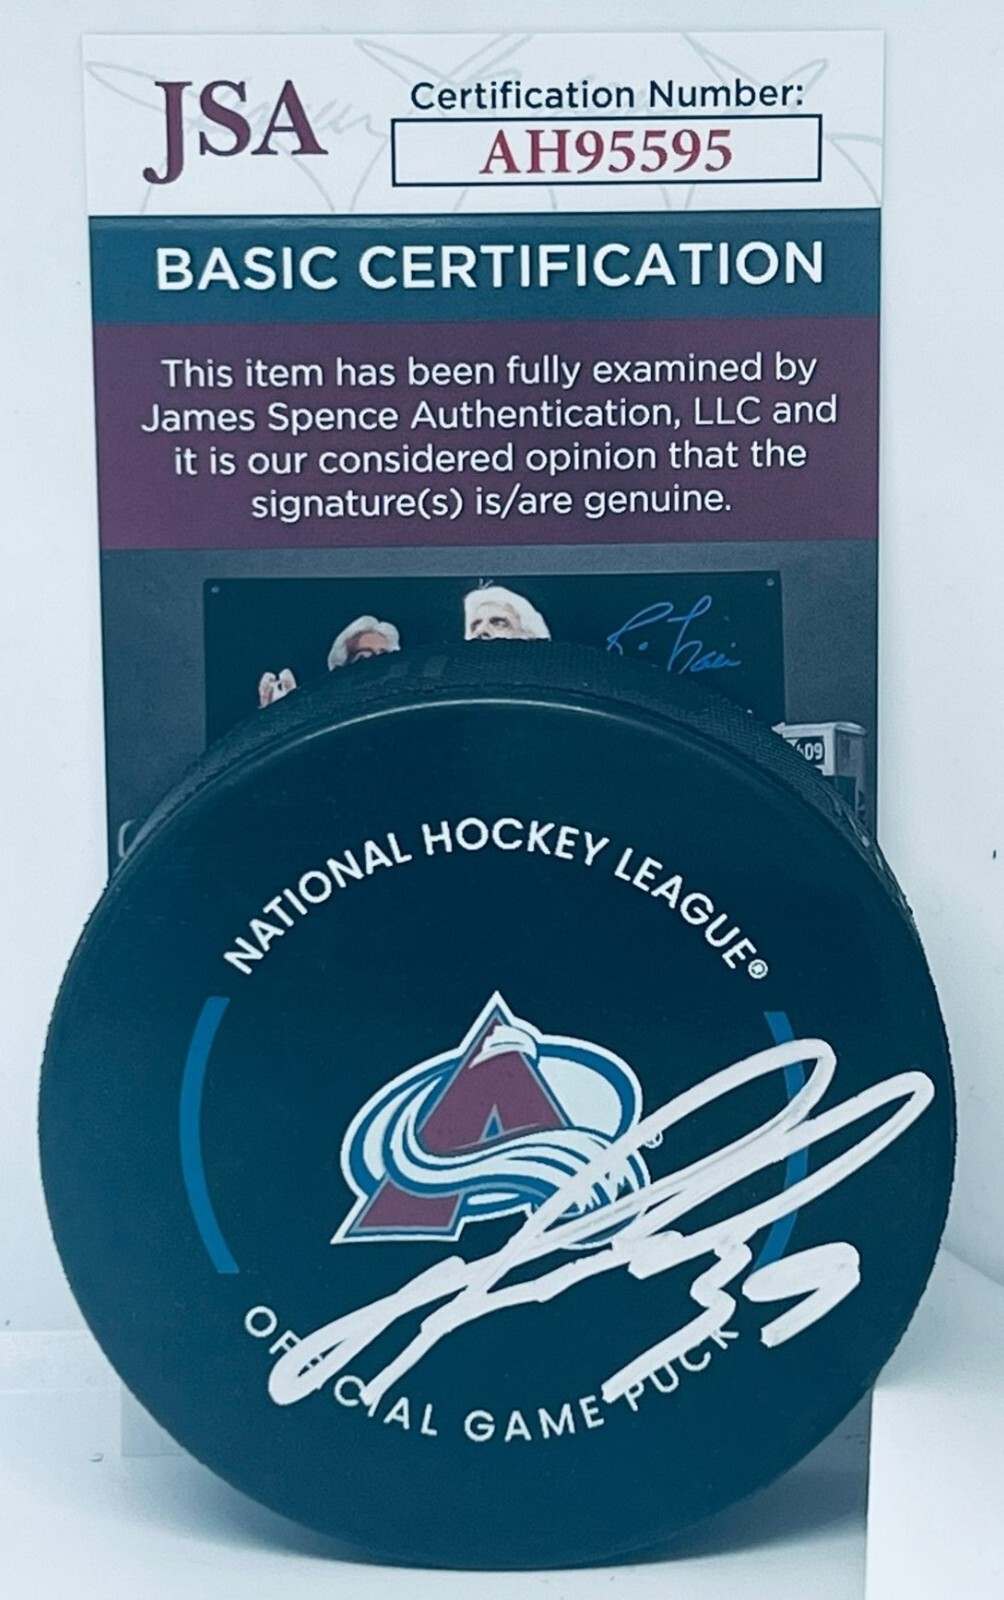 JSA
Certification Number:
AH95595
BASIC CERTIFICATION
This item has been fully examined by
James Spence Authentication, LLC and
it is our considered opinion that the
signature(s) is/are genuine.
NATIONAL HOCKEY LEAGUE®
A
®
39
OFFICIAL GAME PUCK